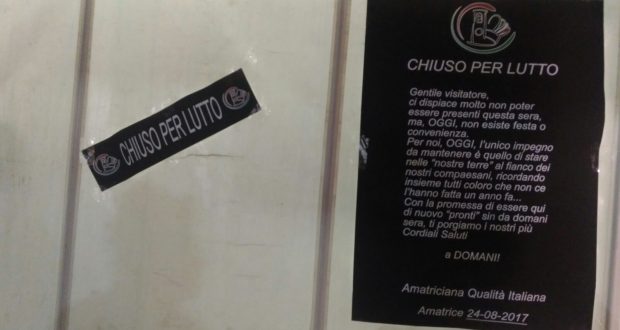 CHIUSO PER LUTTO
CHIUSO PER LUTTO
Gentile visitatore,
ci dispiace molto non poter
essere presenti questa sera,
ma, OGGI, non esiste festa o
convenienza.
Per noi, OGGI, l'unico impegno
da mantenere è quello di stare
nelle "nostre terre" al fianco dei
nostri compaesani, ricordando
insieme tutti coloro che non ce
l'hanno fatta un anno fa...
Con la promessa di essere qui
di nuovo "pronti" sin da domani
sera, ti porgiamo i nostri più
Cordiali Saluti
a DOMANI!
Amatriciana Qualità Italiana
Amatrice 24-08-2017